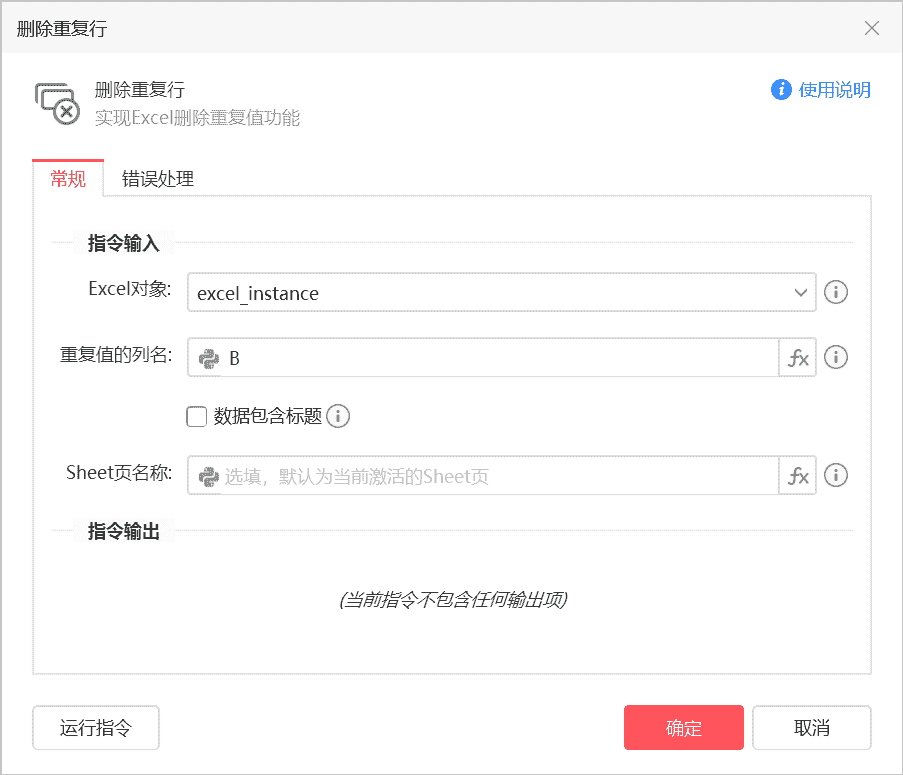 删除重复行
删除重复行
使用说明
实现Excel删除重复值功能
常规
错误处理
指令输入
Excel对象:
excel_instance
重复值的列名:
B
fx
数据包含标题
Sheet页名称:
选填，默认为当前激活的Sheet页
fx
指令输出
(当前指令不包含任何输出项)
运行指令
确定
取消